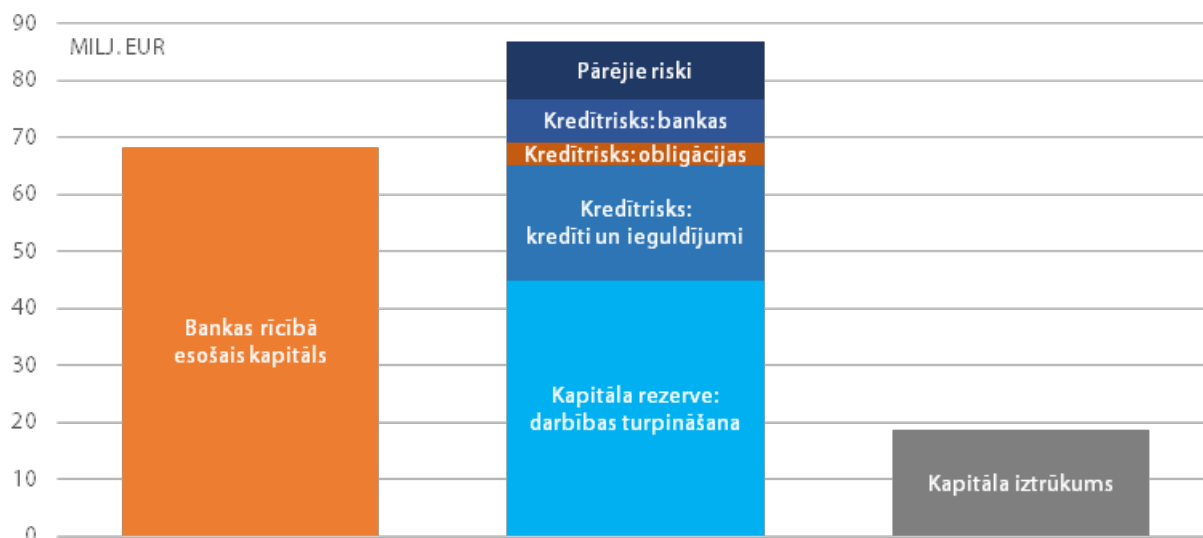 90
MILJ. EUR
80
70
60
50
40
30
20
10
0
Bankas rīcībā
esošais kapitāls
Pārējie riski
Kredītrisks: bankas
Kredītrisks: obligācijas
Kredītrisks:
kredīti un ieguldījumi
Kapitāla rezerve:
darbības turpināšana
Kapitāla iztrūkums